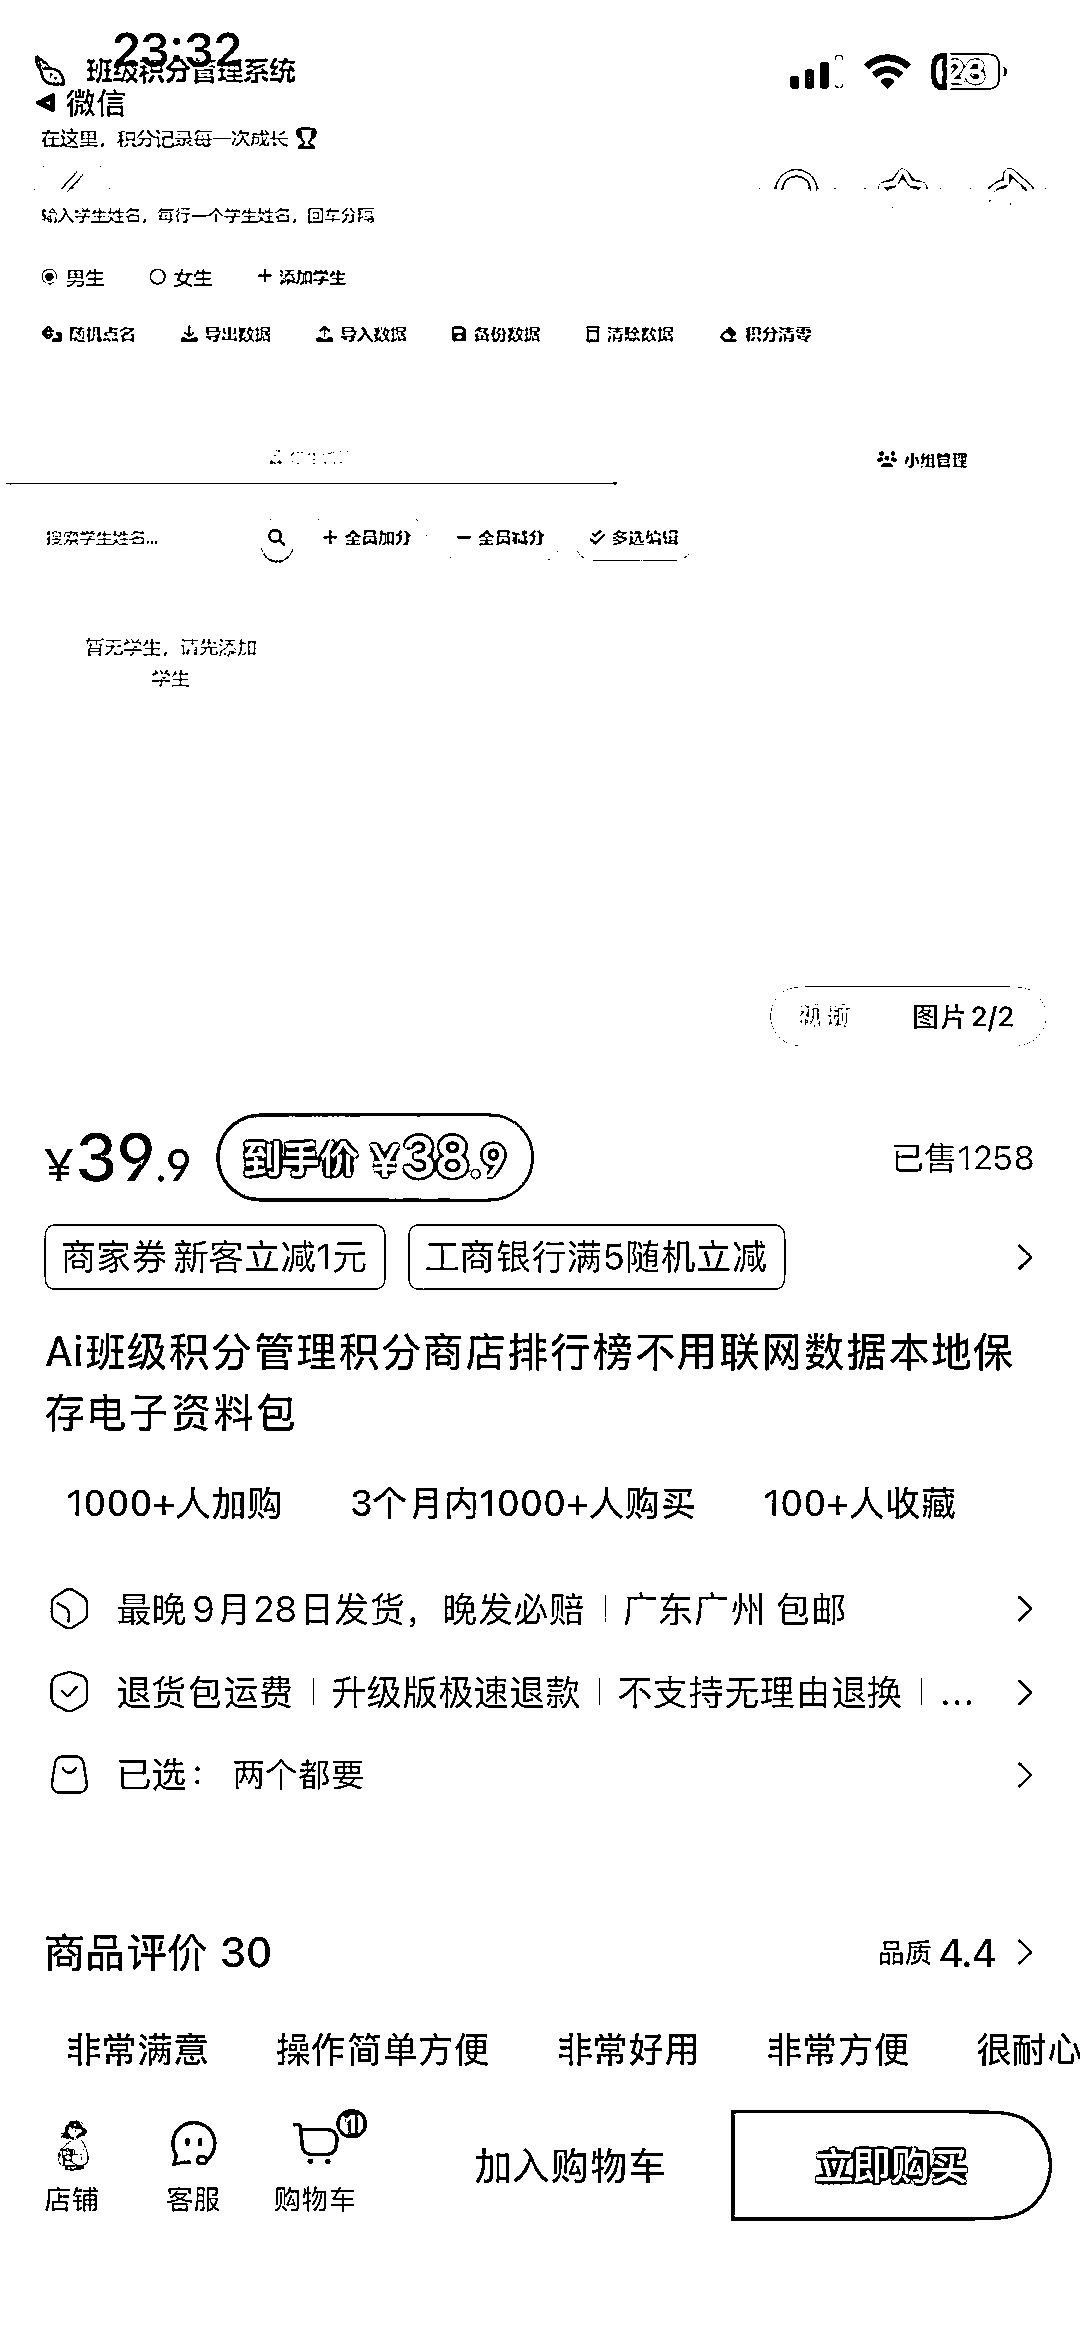 23:32
班级积分管理系统
微信
28
在这里，积分记录每一次成长
输入学生姓名，每行一个学生姓名，回车分隔
男生 女生 + 添加学生
随机点名 导出数据 导入数据 备份数据 清除数据 积分清零
小组管理
搜索学生姓名... + 全员加分 − 全员减分 多选编辑
暂无学生，请先添加
学生
视频 图片 2/2
¥39.9 到手价 ¥38.9 已售1258
商家券 新客立减1元 工商银行满5随机立减
Ai班级积分管理积分商店排行榜不用联网数据本地保
存电子资料包
1000+人加购 3个月内1000+人购买 100+人收藏
最晚9月28日发货，晚发必赔 | 广东广州 包邮
退货包运费 | 升级版极速退款 | 不支持无理由退换 | ...
已选： 两个都要
商品评价 30 品质 4.4
非常满意 操作简单方便 非常好用 非常方便 很耐心
1
店铺 客服 购物车 加入购物车 立即购买